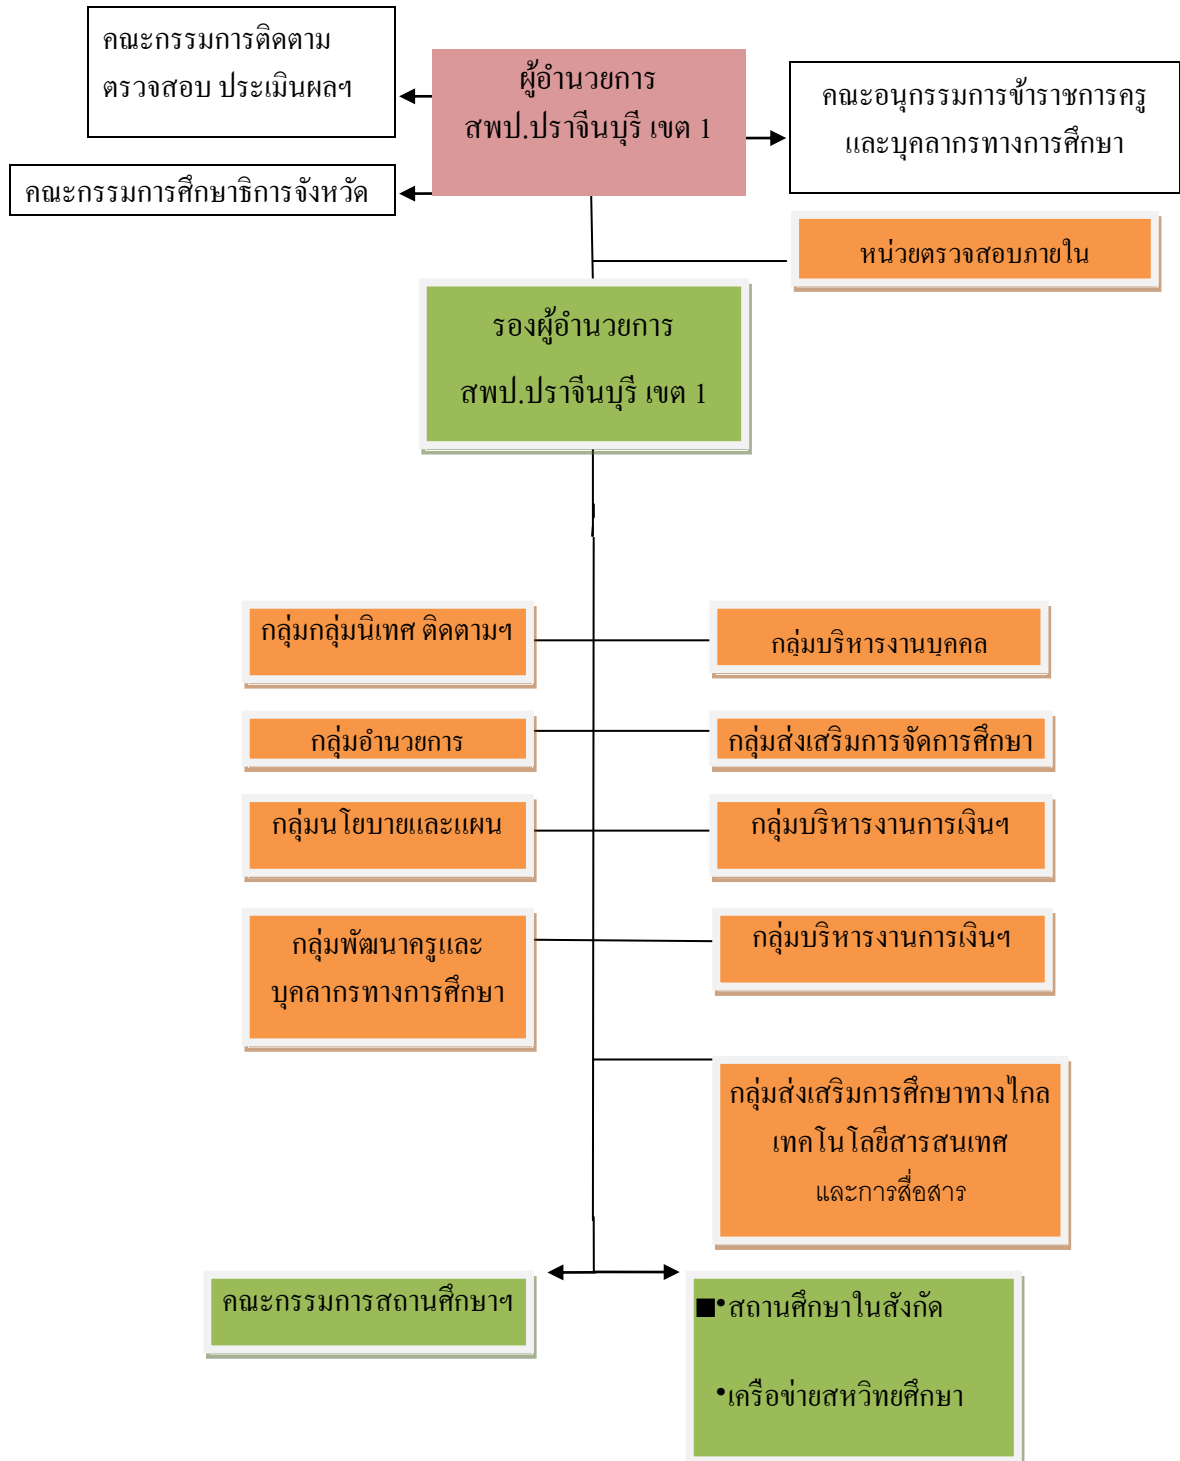 คณะกรรมการติดตาม
ตรวจสอบ ประเมินผลฯ
ผู้อำนวยการ
สพป.ปราจีนบุรี เขต 1
คณะอนุกรรมการข้าราชการครู
และบุคลากรทางการศึกษา
คณะกรรมการศึกษาธิการจังหวัด
หน่วยตรวจสอบภายใน
รองผู้อำนวยการ
สพป.ปราจีนบุรี เขต 1
กลุ่มกลุ่มนิเทศ ติดตามฯ
กลุ่มบริหารงานบุคคล
กลุ่มอำนวยการ
กลุ่มส่งเสริมการจัดการศึกษา
กลุ่มนโยบายและแผน
กลุ่มบริหารงานการเงินฯ
กลุ่มพัฒนาครูและ
บุคลากรทางการศึกษา
กลุ่มบริหารงานการเงินฯ
กลุ่มส่งเสริมการศึกษาทางไกล
เทคโนโลยีสารสนเทศ
และการสื่อสาร
คณะกรรมการสถานศึกษาฯ
■•สถานศึกษาในสังกัด
•เครือข่ายสหวิทยศึกษา